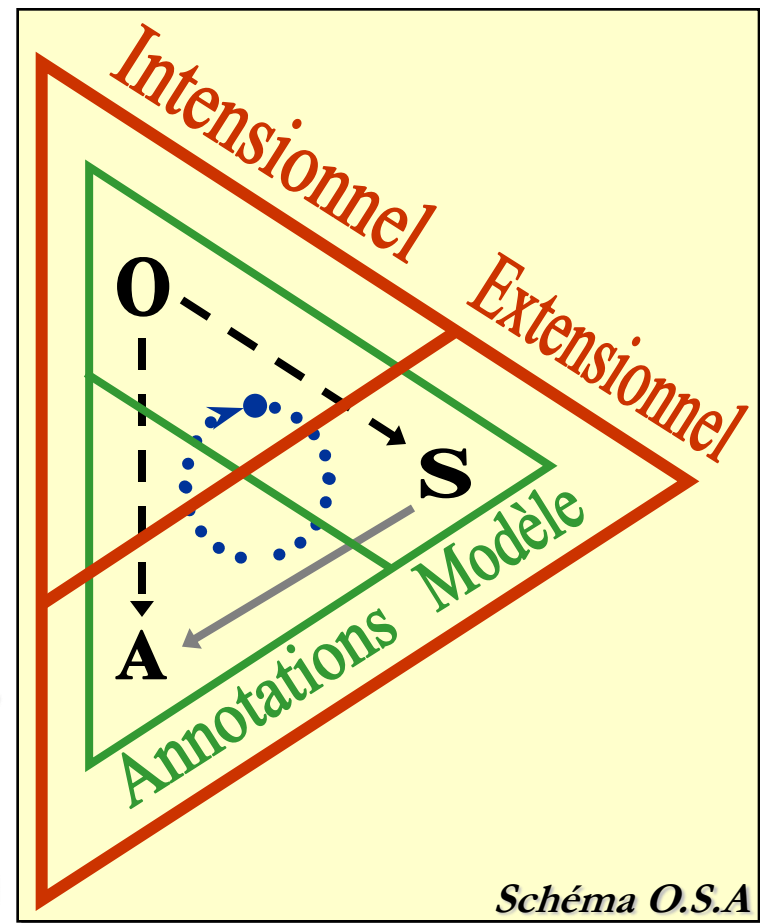 Intensionnel
Extensionnel
O
S
Modèle
A
Annotations
Schéma O.S.A